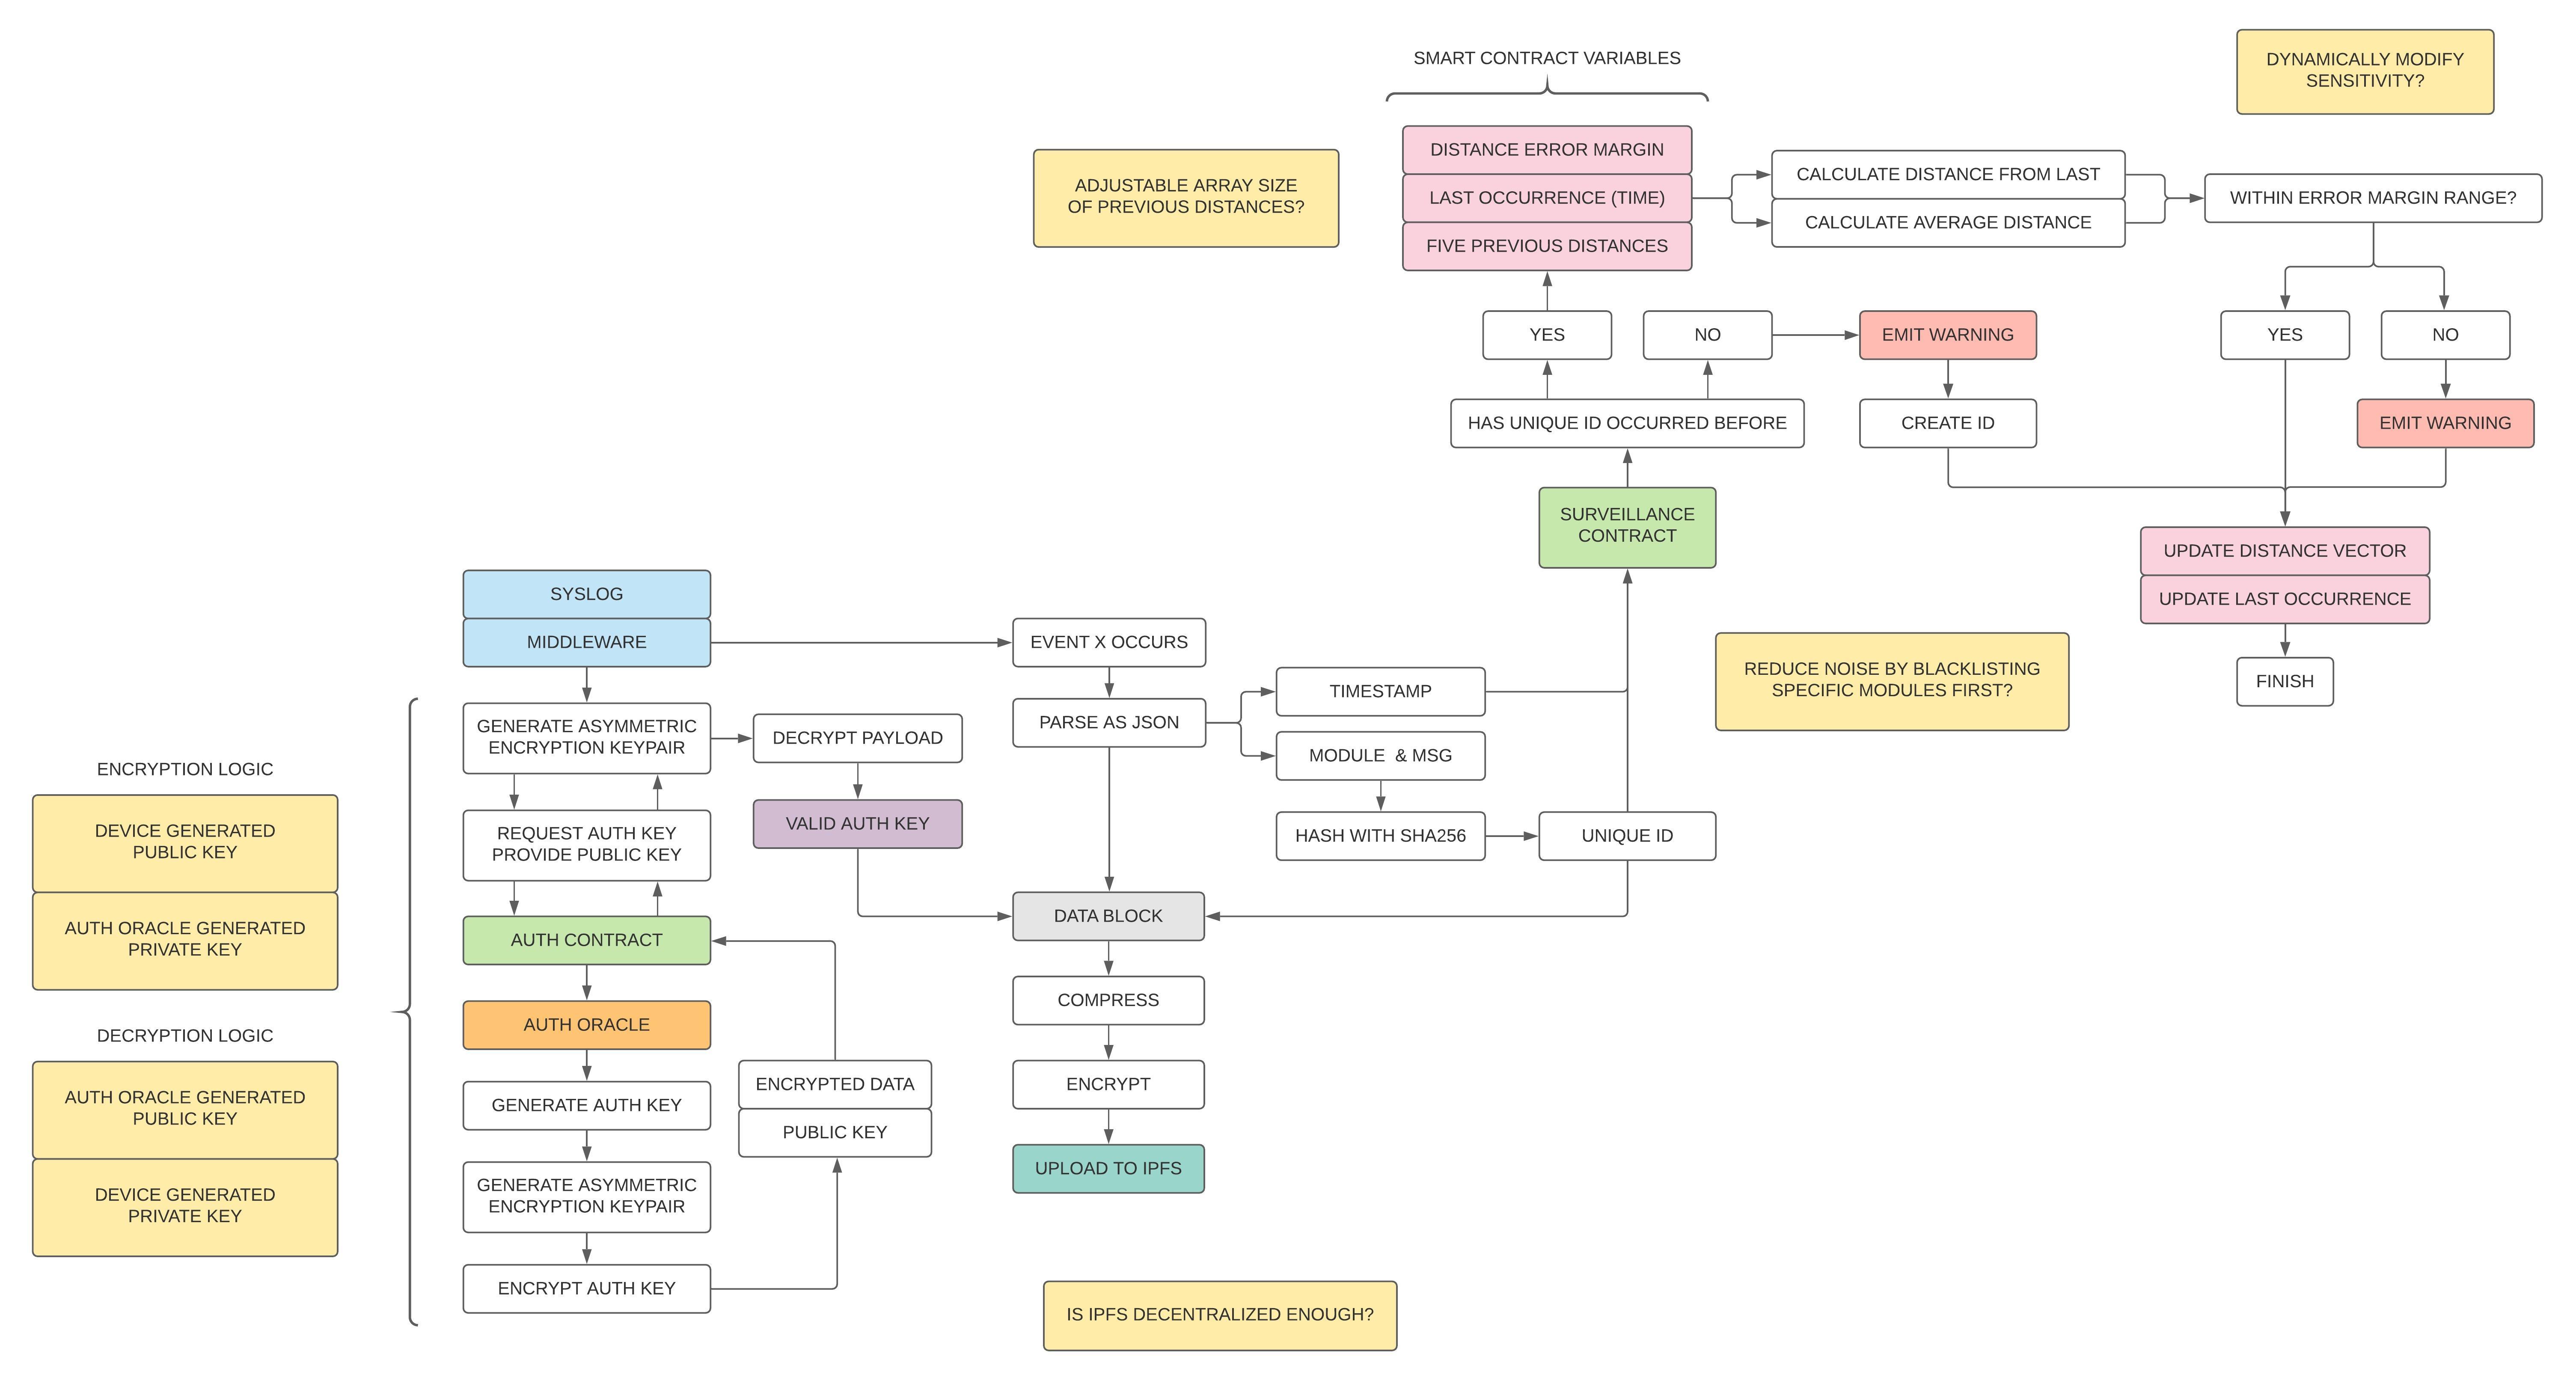 SMART CONTRACT VARIABLES
DYNAMICALLY MODIFY
SENSITIVITY?
ADJUSTABLE ARRAY SIZE
OF PREVIOUS DISTANCES?
DISTANCE ERROR MARGIN
LAST OCCURRENCE (TIME)
FIVE PREVIOUS DISTANCES
CALCULATE DISTANCE FROM LAST
CALCULATE AVERAGE DISTANCE
WITHIN ERROR MARGIN RANGE?
YES
NO
EMIT WARNING
YES
NO
HAS UNIQUE ID OCCURRED BEFORE
CREATE ID
EMIT WARNING
SURVEILLANCE
CONTRACT
UPDATE DISTANCE VECTOR
UPDATE LAST OCCURRENCE
FINISH
SYSLOG
MIDDLEWARE
EVENT X OCCURS
REDUCE NOISE BY BLACKLISTING
SPECIFIC MODULES FIRST?
TIMESTAMP
PARSE AS JSON
MODULE & MSG
HASH WITH SHA256
UNIQUE ID
GENERATE ASYMMETRIC
ENCRYPTION KEYPAIR
DECRYPT PAYLOAD
VALID AUTH KEY
REQUEST AUTH KEY
PROVIDE PUBLIC KEY
ENCRYPTION LOGIC
DEVICE GENERATED
PUBLIC KEY
AUTH ORACLE GENERATED
PRIVATE KEY
DECRYPTION LOGIC
AUTH ORACLE GENERATED
PUBLIC KEY
DEVICE GENERATED
PRIVATE KEY
AUTH CONTRACT
AUTH ORACLE
GENERATE AUTH KEY
GENERATE ASYMMETRIC
ENCRYPTION KEYPAIR
ENCRYPT AUTH KEY
ENCRYPTED DATA
PUBLIC KEY
DATA BLOCK
COMPRESS
ENCRYPT
UPLOAD TO IPFS
IS IPFS DECENTRALIZED ENOUGH?